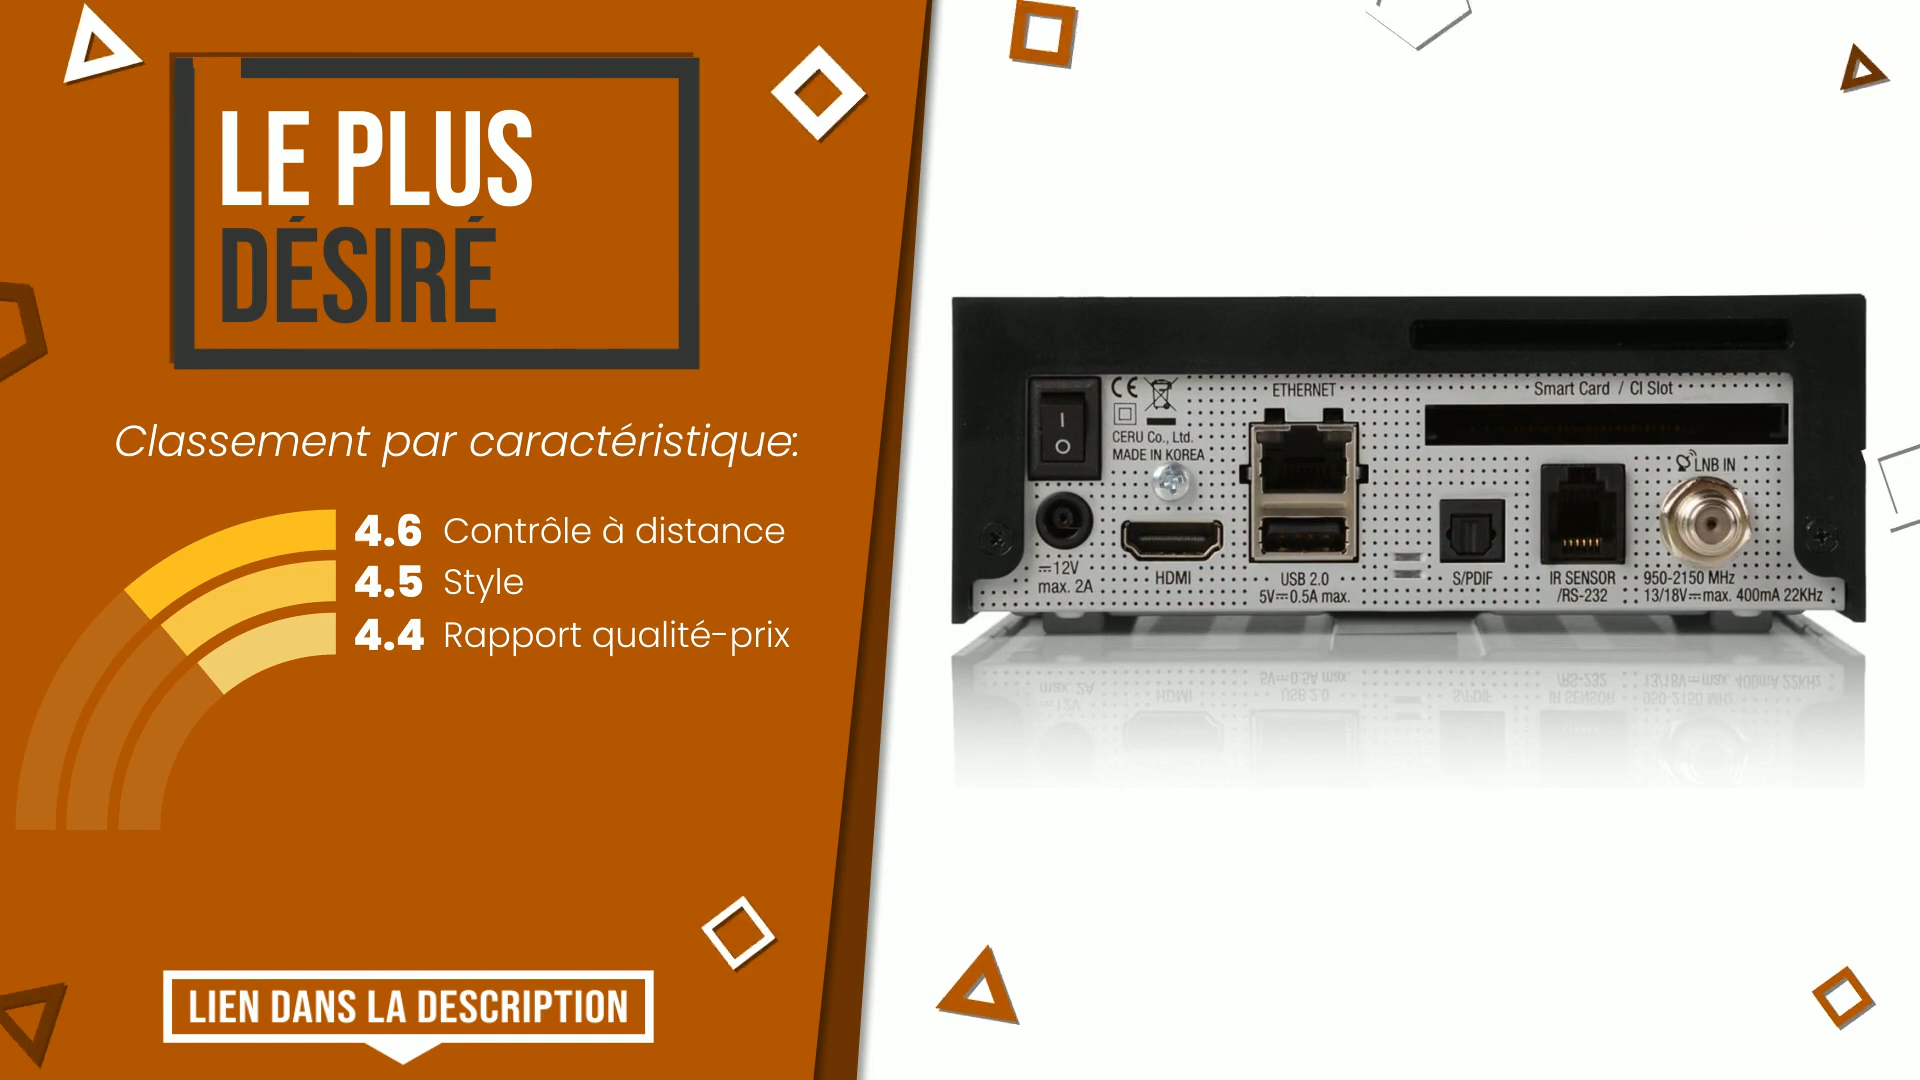 LE PLUS
DÉSIRÉ
Classement par caractéristique:
4.6 Contrôle à distance
4.5 Style
4.4 Rapport qualité-prix
LIEN DANS LA DESCRIPTION
CE
CERU Co., Ltd.
MADE IN KOREA
12V
max. 2A
HDMI
ETHERNET
USB 2.0
5V⎓0.5A max.
S/PDIF
Smart Card / CI Slot
IR SENSOR
/RS-232
LNB IN
950-2150 MHz
13/18V⎓max. 400mA 22KHz